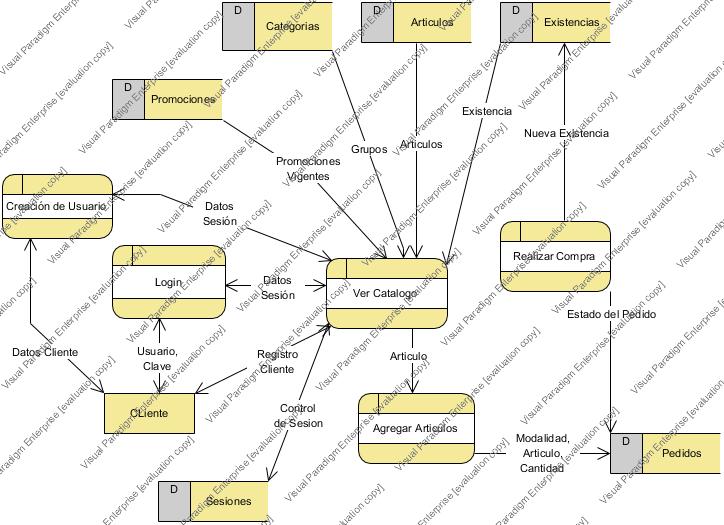 D
Categorias
D
Articulos
D
Existencias
D
Promociones
Existencia
Nueva Existencia
Grupos
Articulos
Promociones
Vigentes
Creación de Usuario
Datos
Sesión
Realizar Compra
Login
Datos
Sesión
Ver Catalogo
Estado del Pedido
Datos Cliente
Usuario,
Clave
Registro
Cliente
Articulo
CLiente
Control
de Sesion
Agregar Articulos
Modalidad,
Articulo,
Cantidad
D
Pedidos
D
Sesiones
Visual Paradigm Enterprise [evaluation copy]